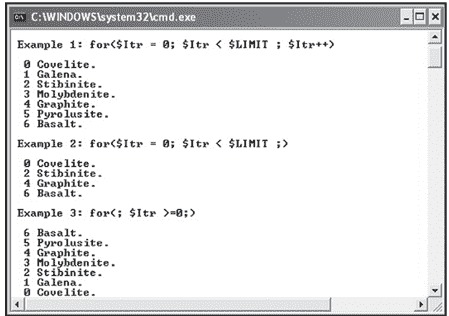 C:\WINDOWS\system32\cmd.exe
Example 1: for($Itr = 0; $Itr < $LIMIT ; $Itr++)
0 Covelite.
1 Galena.
2 Stibinite.
3 Molybdenite.
4 Graphite.
5 Pyrolusite.
6 Basalt.
Example 2: for($Itr = 0; $Itr < $LIMIT ;)
0 Covelite.
2 Stibinite.
4 Graphite.
6 Basalt.
Example 3: for(; $Itr >=0;)
6 Basalt.
5 Pyrolusite.
4 Graphite.
3 Molybdenite.
2 Stibinite.
1 Galena.
0 Covelite.